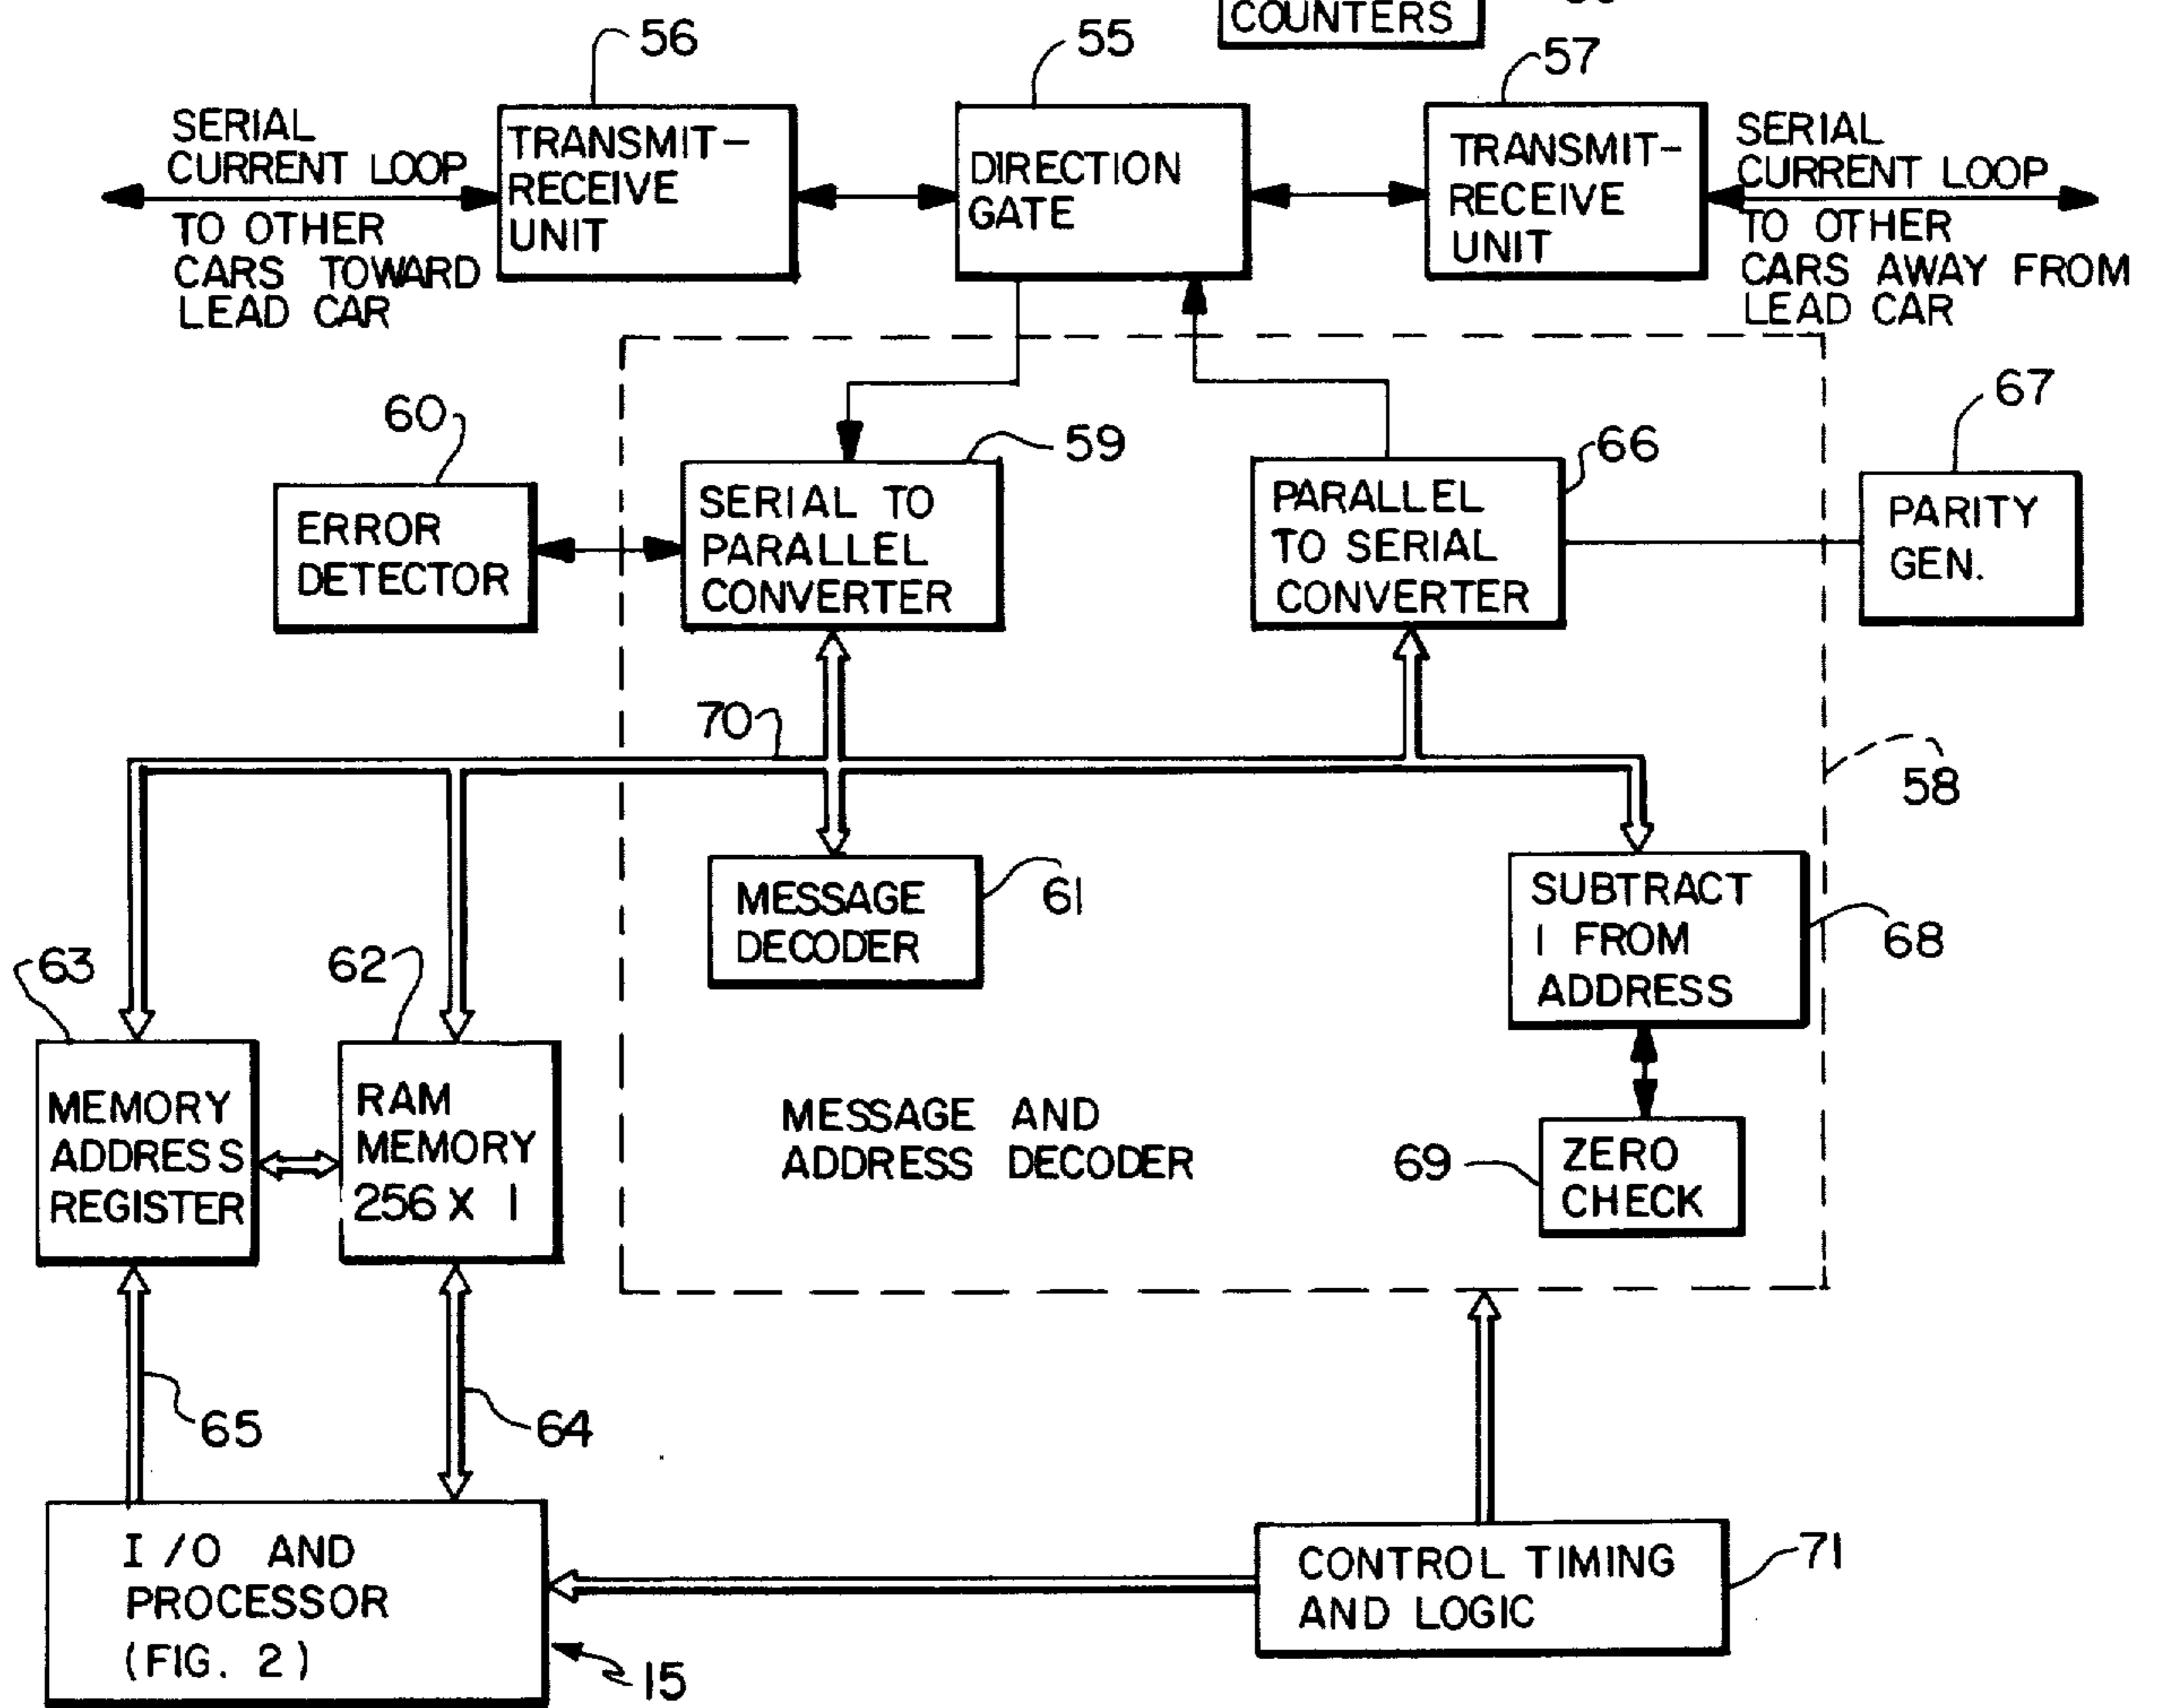 COUNTERS
56
55
57
SERIAL
CURRENT LOOP
TO OTHER
CARS TOWARD
LEAD CAR
TRANSMIT-
RECEIVE
UNIT
DIRECTION
GATE
TRANSMIT-
RECEIVE
UNIT
SERIAL
CURRENT LOOP
TO OTHER
CARS AWAY FROM
LEAD CAR
60
59
66
67
ERROR
DETECTOR
SERIAL TO
PARALLEL
CONVERTER
PARALLEL
TO SERIAL
CONVERTER
PARITY
GEN.
70
58
MESSAGE
DECODER
61
SUBTRACT
1 FROM
ADDRESS
68
63
62
MEMORY
ADDRESS
REGISTER
RAM
MEMORY
256 X 1
MESSAGE AND
ADDRESS DECODER
69
ZERO
CHECK
65
64
I/O AND
PROCESSOR
(FIG. 2)
15
CONTROL TIMING
AND LOGIC
71